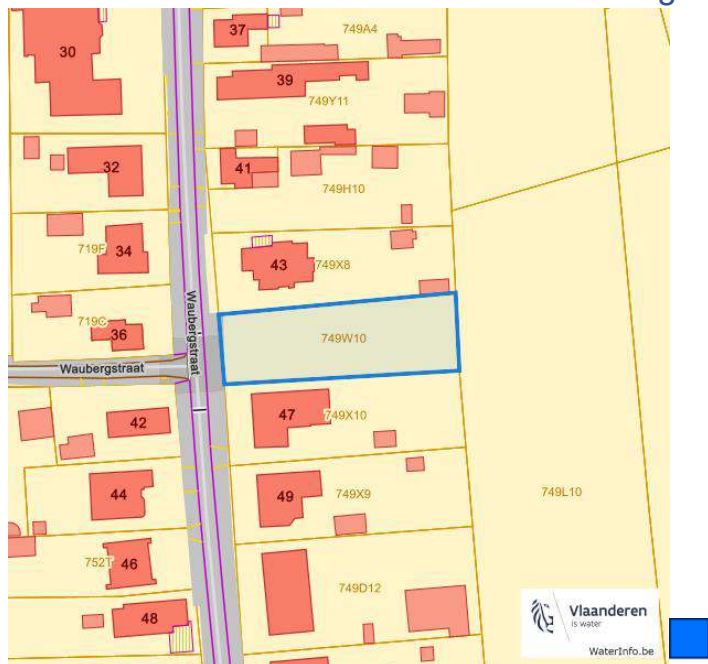 g
37
749A4
30
39
749Y11
32
41
749H10
719F
34
43
749X8
719C
36
Waubergstraat
749W10
Waubergstraat
42
47
749X10
44
49
749X9
749L10
752T
46
749D12
48
Vlaanderen
is water
WaterInfo.be